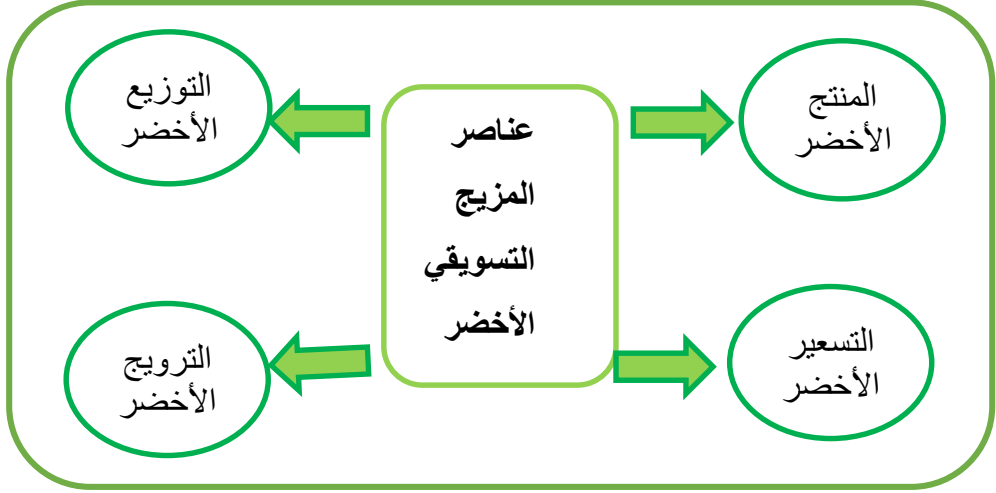 عناصر
المزيج
التسويقي
الأخضر
المنتج
الأخضر
التوزيع
الأخضر
التسعير
الأخضر
الترويج
الأخضر